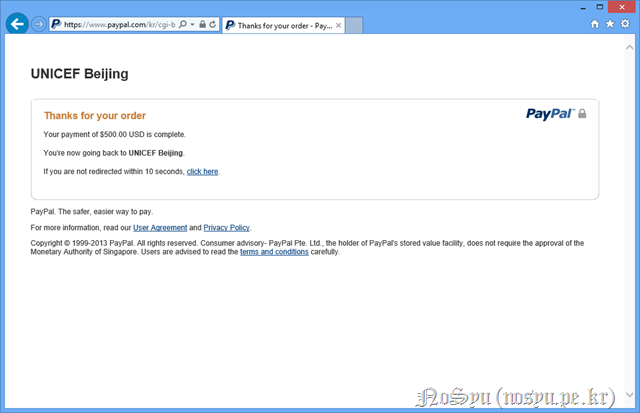 https://www.paypal.com/kr/cgi-b
Thanks for your order - Pay...
UNICEF Beijing
Thanks for your order
PayPal
Your payment of $500.00 USD is complete.
You're now going back to UNICEF Beijing.
If you are not redirected within 10 seconds, click here.
PayPal. The safer, easier way to pay.
For more information, read our User Agreement and Privacy Policy.
Copyright © 1999-2013 PayPal. All rights reserved. Consumer advisory- PayPal Pte. Ltd., the holder of PayPal's stored value facility, does not require the approval of the
Monetary Authority of Singapore. Users are advised to read the terms and conditions carefully.
NoSyu(nosyu.pe.kr)